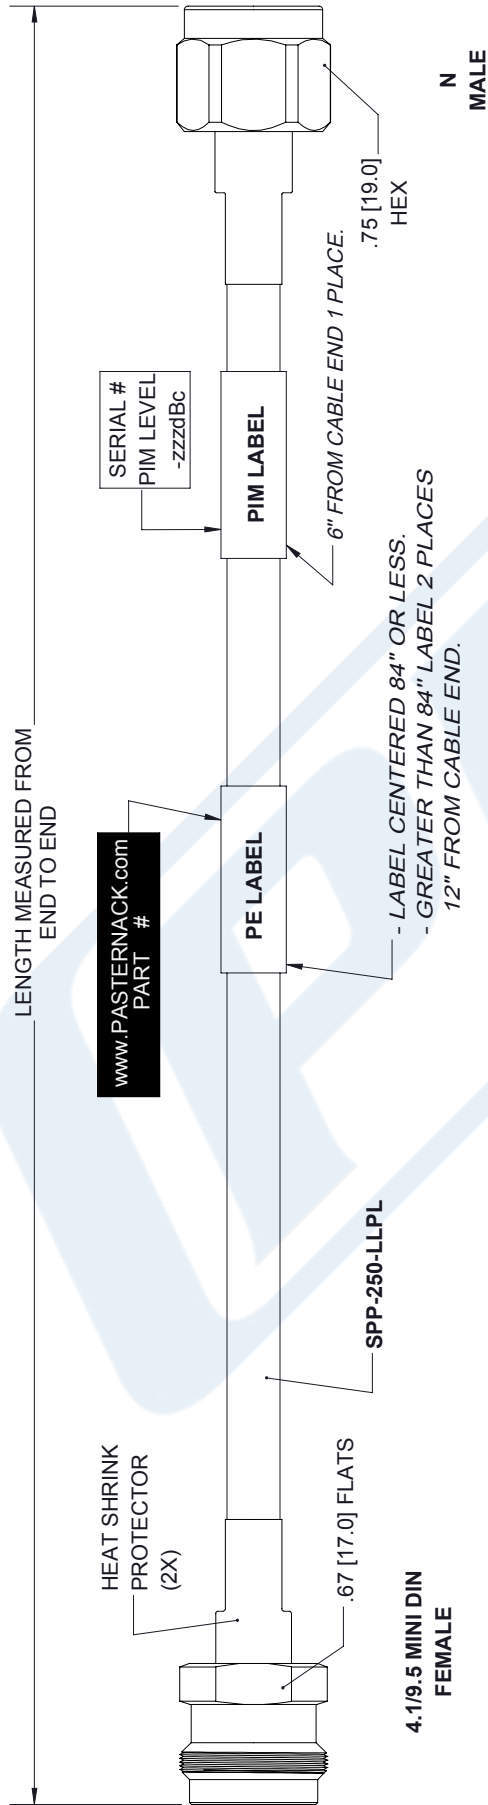 LENGTH MEASURED FROM
END TO END
HEAT SHRINK
PROTECTOR
(2X)
www.PASTERNACK.com
PART #
SERIAL #
PIM LEVEL
-zzzdBc
PE LABEL
PIM LABEL
.67 [17.0] FLATS
SPP-250-LLPL
- LABEL CENTERED 84" OR LESS.
- GREATER THAN 84" LABEL 2 PLACES
12" FROM CABLE END.
6" FROM CABLE END 1 PLACE.
.75 [19.0]
HEX
4.1/9.5 MINI DIN
FEMALE
N
MALE